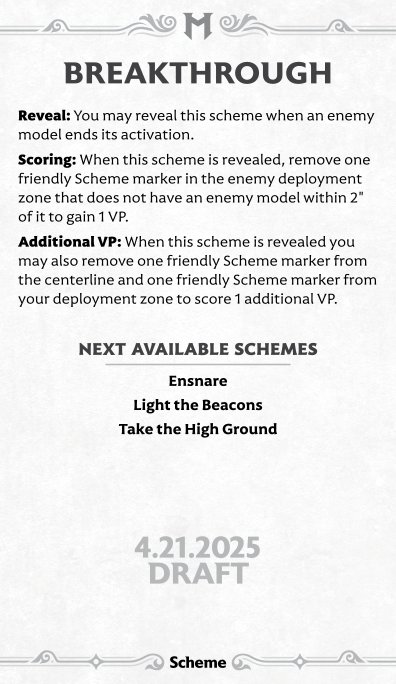 M
BREAKTHROUGH
Reveal: You may reveal this scheme when an enemy
model ends its activation.
Scoring: When this scheme is revealed, remove one
friendly Scheme marker in the enemy deployment
zone that does not have an enemy model within 2"
of it to gain 1 VP.
Additional VP: When this scheme is revealed you
may also remove one friendly Scheme marker from
the centerline and one friendly Scheme marker from
your deployment zone to score 1 additional VP.
NEXT AVAILABLE SCHEMES
Ensnare
Light the Beacons
Take the High Ground
4.21.2025
DRAFT
Scheme